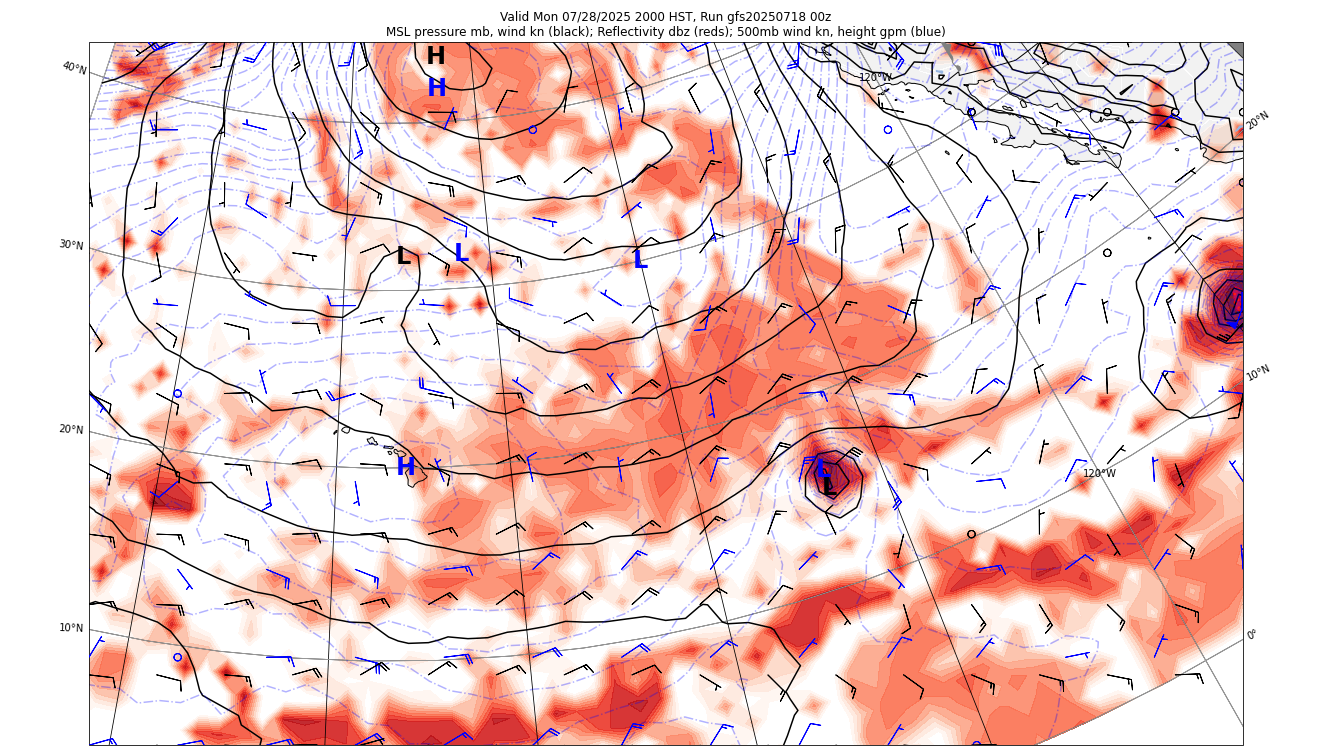 Valid Mon 07/28/2025 2000 HST, Run gfs20250718 00z
MSL pressure mb, wind kn (black); Reflectivity dbz (reds); 500mb wind kn, height gpm (blue)
H
H
40°N
120°W
20°N
L
L
L
30°N
10°N
20°N
H
L
L
120°W
10°N
0°